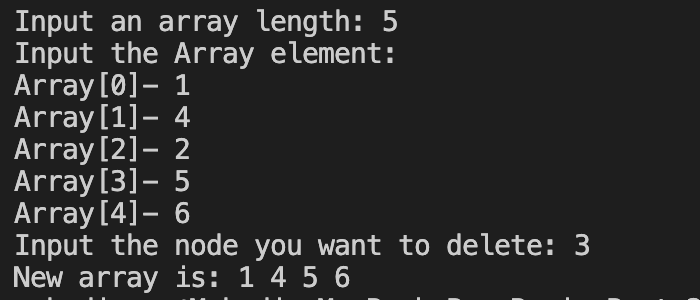 Input an array length: 5
Input the Array element:
Array[0]- 1
Array[1]- 4
Array[2]- 2
Array[3]- 5
Array[4]- 6
Input the node you want to delete: 3
New array is: 1 4 5 6